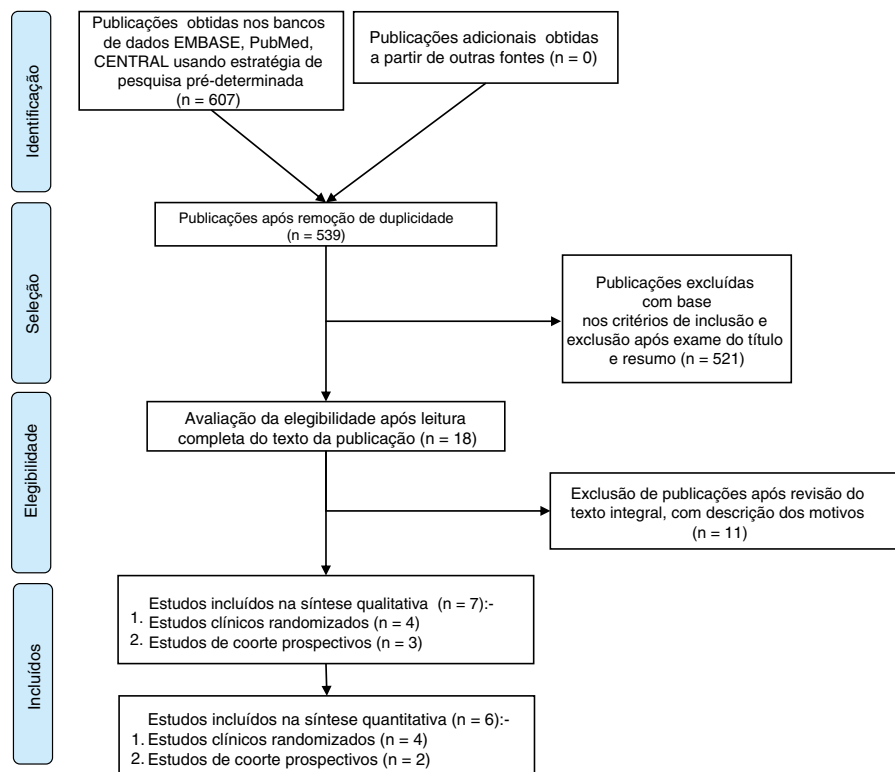 Identificação
Publicações obtidas nos bancos
de dados EMBASE, PubMed,
CENTRAL usando estratégia de
pesquisa pré-determinada
(n = 607)
Publicações adicionais obtidas
a partir de outras fontes (n = 0)
Seleção
Publicações após remoção de duplicidade
(n = 539)
Publicações excluídas
com base
nos critérios de inclusão e
exclusão após exame do título
e resumo (n = 521)
Elegibilidade
Avaliação da elegibilidade após leitura
completa do texto da publicação (n = 18)
Exclusão de publicações após revisão do
texto integral, com descrição dos motivos
(n = 11)
Incluídos
Estudos incluídos na síntese qualitativa (n = 7):-
1. Estudos clínicos randomizados (n = 4)
2. Estudos de coorte prospectivos (n = 3)
Estudos incluídos na síntese quantitativa (n = 6):-
1. Estudos clínicos randomizados (n = 4)
2. Estudos de coorte prospectivos (n = 2)